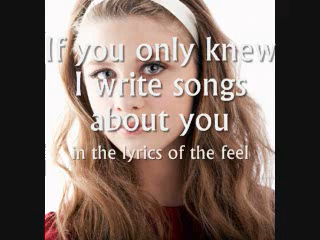 If you only knew
I write songs
about you
in the lyrics of the feel